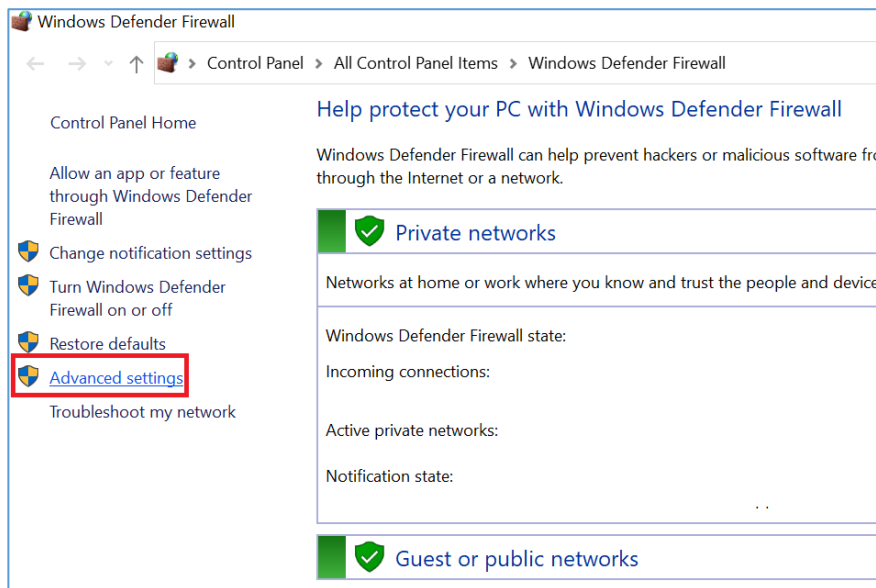 Windows Defender Firewall
Control Panel > All Control Panel Items > Windows Defender Firewall
Control Panel Home
Allow an app or feature
through Windows Defender
Firewall
Change notification settings
Turn Windows Defender
Firewall on or off
Restore defaults
Advanced settings
Troubleshoot my network
Help protect your PC with Windows Defender Firewall
Windows Defender Firewall can help prevent hackers or malicious software fro
through the Internet or a network.
Private networks
Networks at home or work where you know and trust the people and device
Windows Defender Firewall state:
Incoming connections:
Active private networks:
Notification state:
Guest or public networks